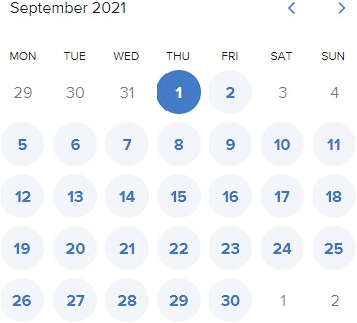 September 2021
MON TUE WED THU FRI SAT SUN
29 30 31 1 2 3 4
5 6 7 8 9 10 11
12 13 14 15 16 17 18
19 20 21 22 23 24 25
26 27 28 29 30 1 2